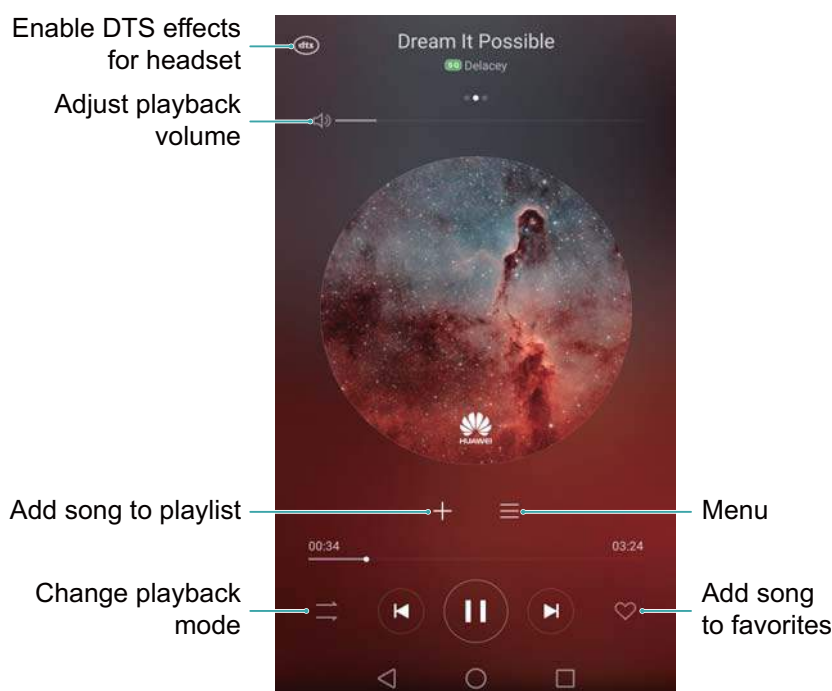 Enable DTS effects
for headset
dts
Dream It Possible
SQ Delacey
Adjust playback
volume
HUAWEI
Add song to playlist
Menu
00:34
03:24
Change playback
mode
Add song
to favorites